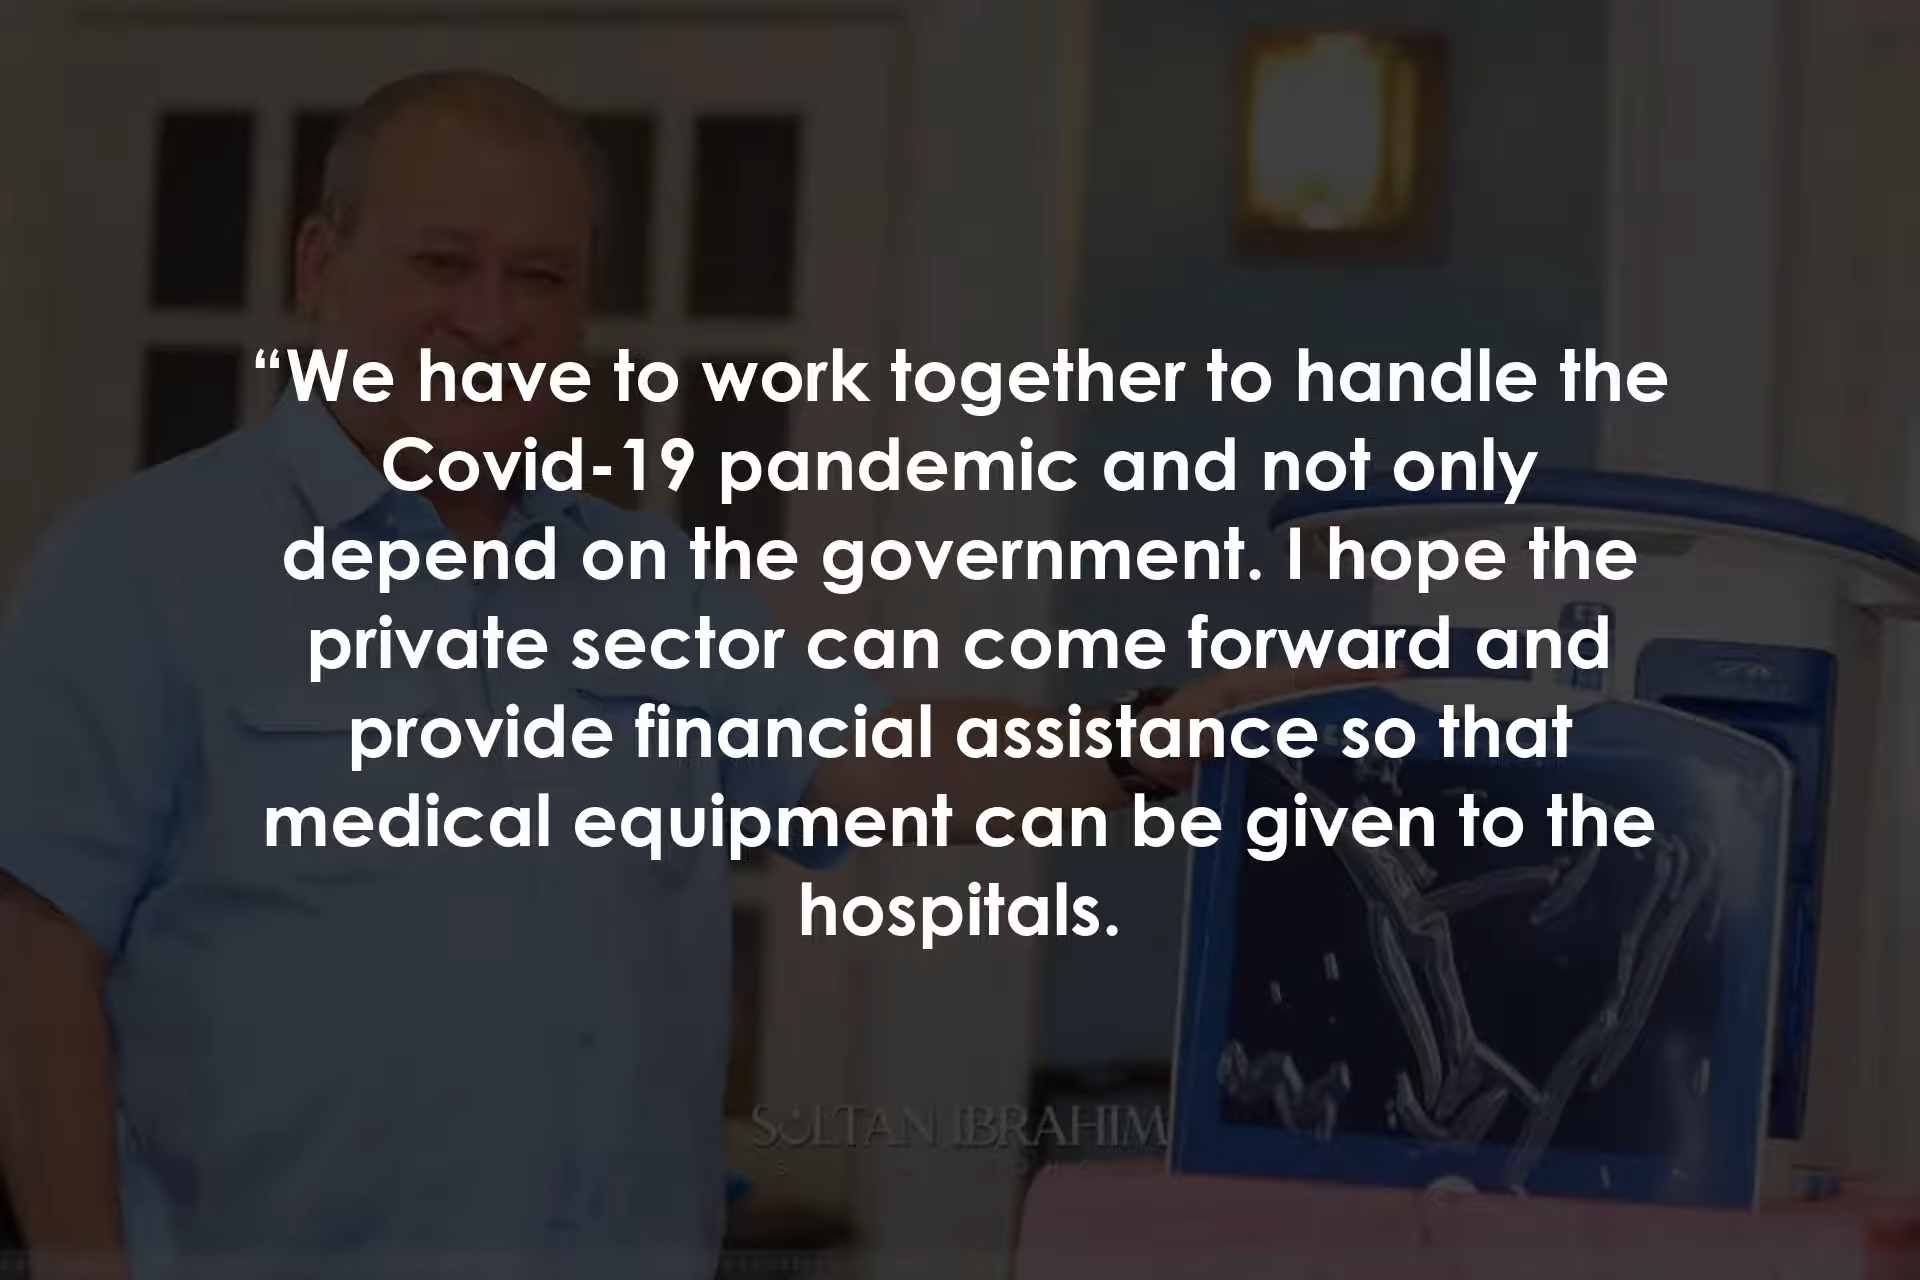 “We have to work together to handle the
Covid-19 pandemic and not only
depend on the government. I hope the
private sector can come forward and
provide financial assistance so that
medical equipment can be given to the
hospitals.
SULTAN IBRAHIM